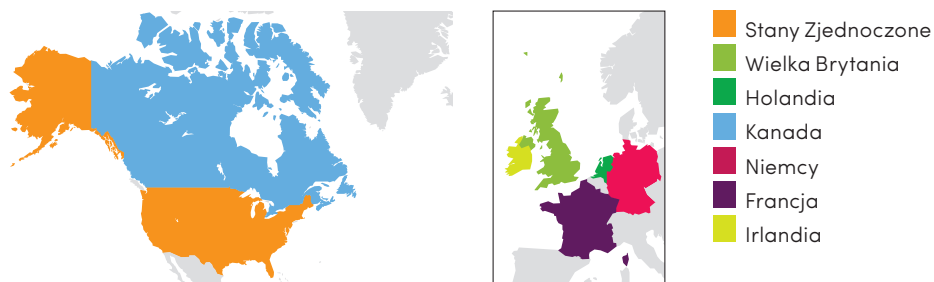 Stany Zjednoczone
Wielka Brytania
Holandia
Kanada
Niemcy
Francja
Irlandia